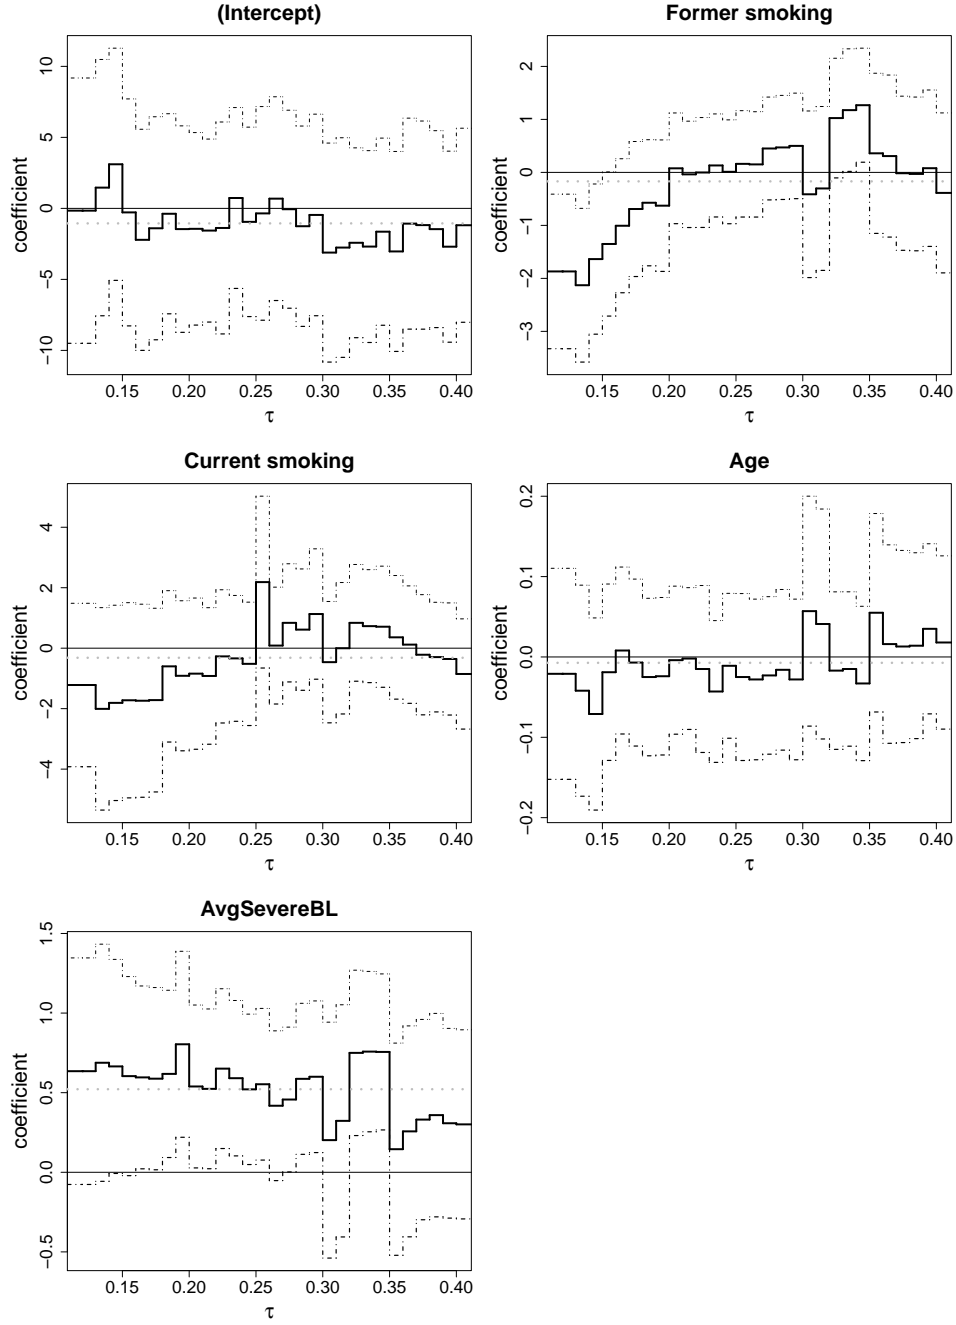 (Intercept)
coefficient
10
5
0
−5
−10
0.15 0.20 0.25 0.30 0.35 0.40
τ
Former smoking
coefficient
2
1
0
−1
−2
−3
0.15 0.20 0.25 0.30 0.35 0.40
τ
Current smoking
coefficient
4
2
0
−2
−4
0.15 0.20 0.25 0.30 0.35 0.40
τ
Age
coefficient
0.2
0.1
0.0
−0.1
−0.2
0.15 0.20 0.25 0.30 0.35 0.40
τ
AvgSevereBL
coefficient
1.5
1.0
0.5
0.0
−0.5
0.15 0.20 0.25 0.30 0.35 0.40
τ